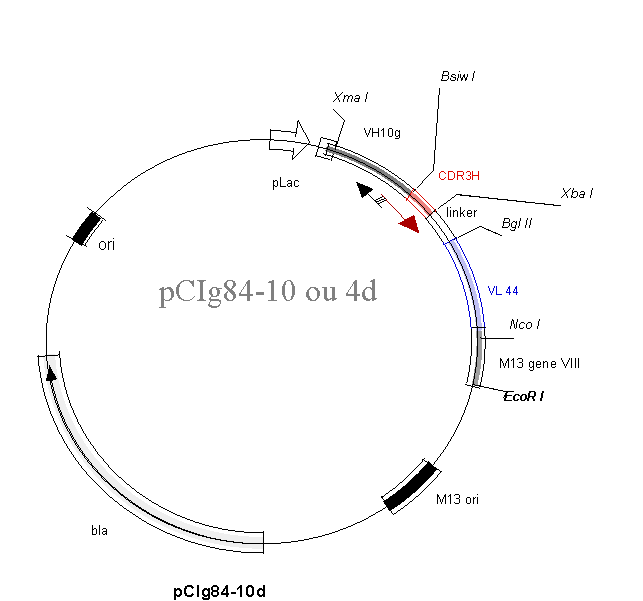 Bsiw I
Xma I
VH10g
CDR3H
pLac
Xba I
linker
Bgl II
ori
pCIg84-10 ou 4d
VL 44
Nco I
M13 gene VIII
EcoR I
M13 ori
bla
pCIg84-10d